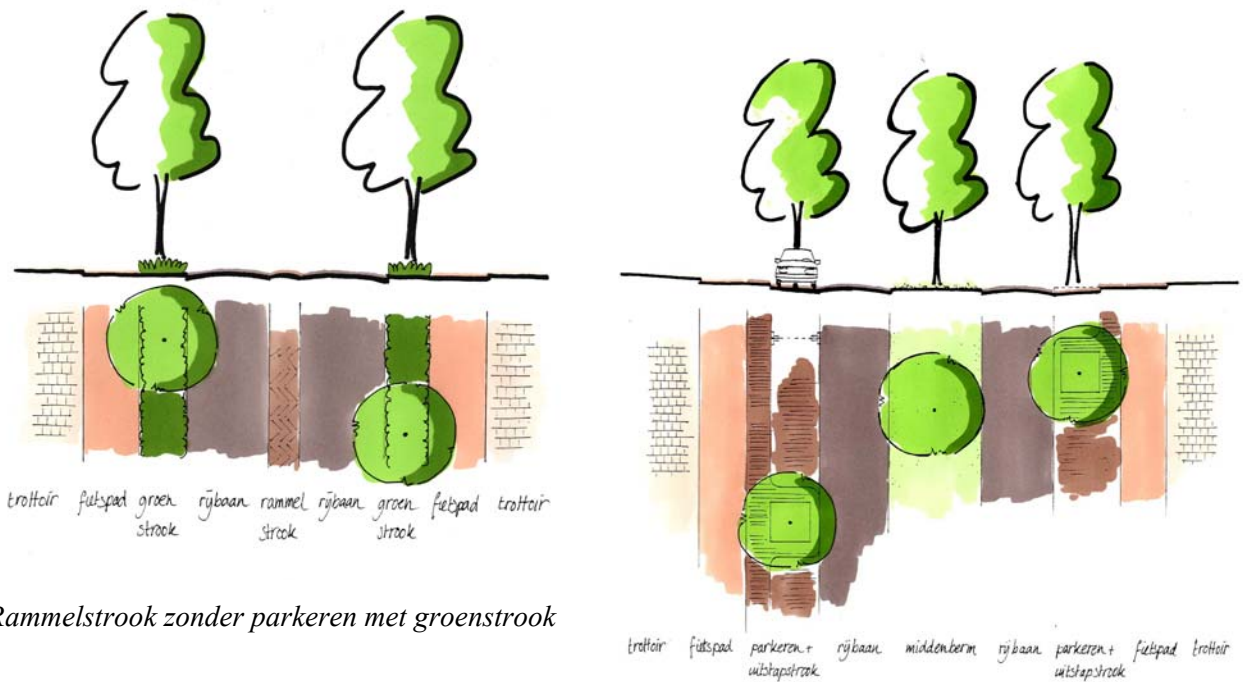 trottoir fietspad groen rijbaan rammel rijbaan groen fietspad trottoir
strook strook strook
Rammelstrook zonder parkeren met groenstrook
trottoir fietspad parkeren + rijbaan middenberm rijbaan parkeren + fietspad trottoir
uitstapstrook uitstapstrook